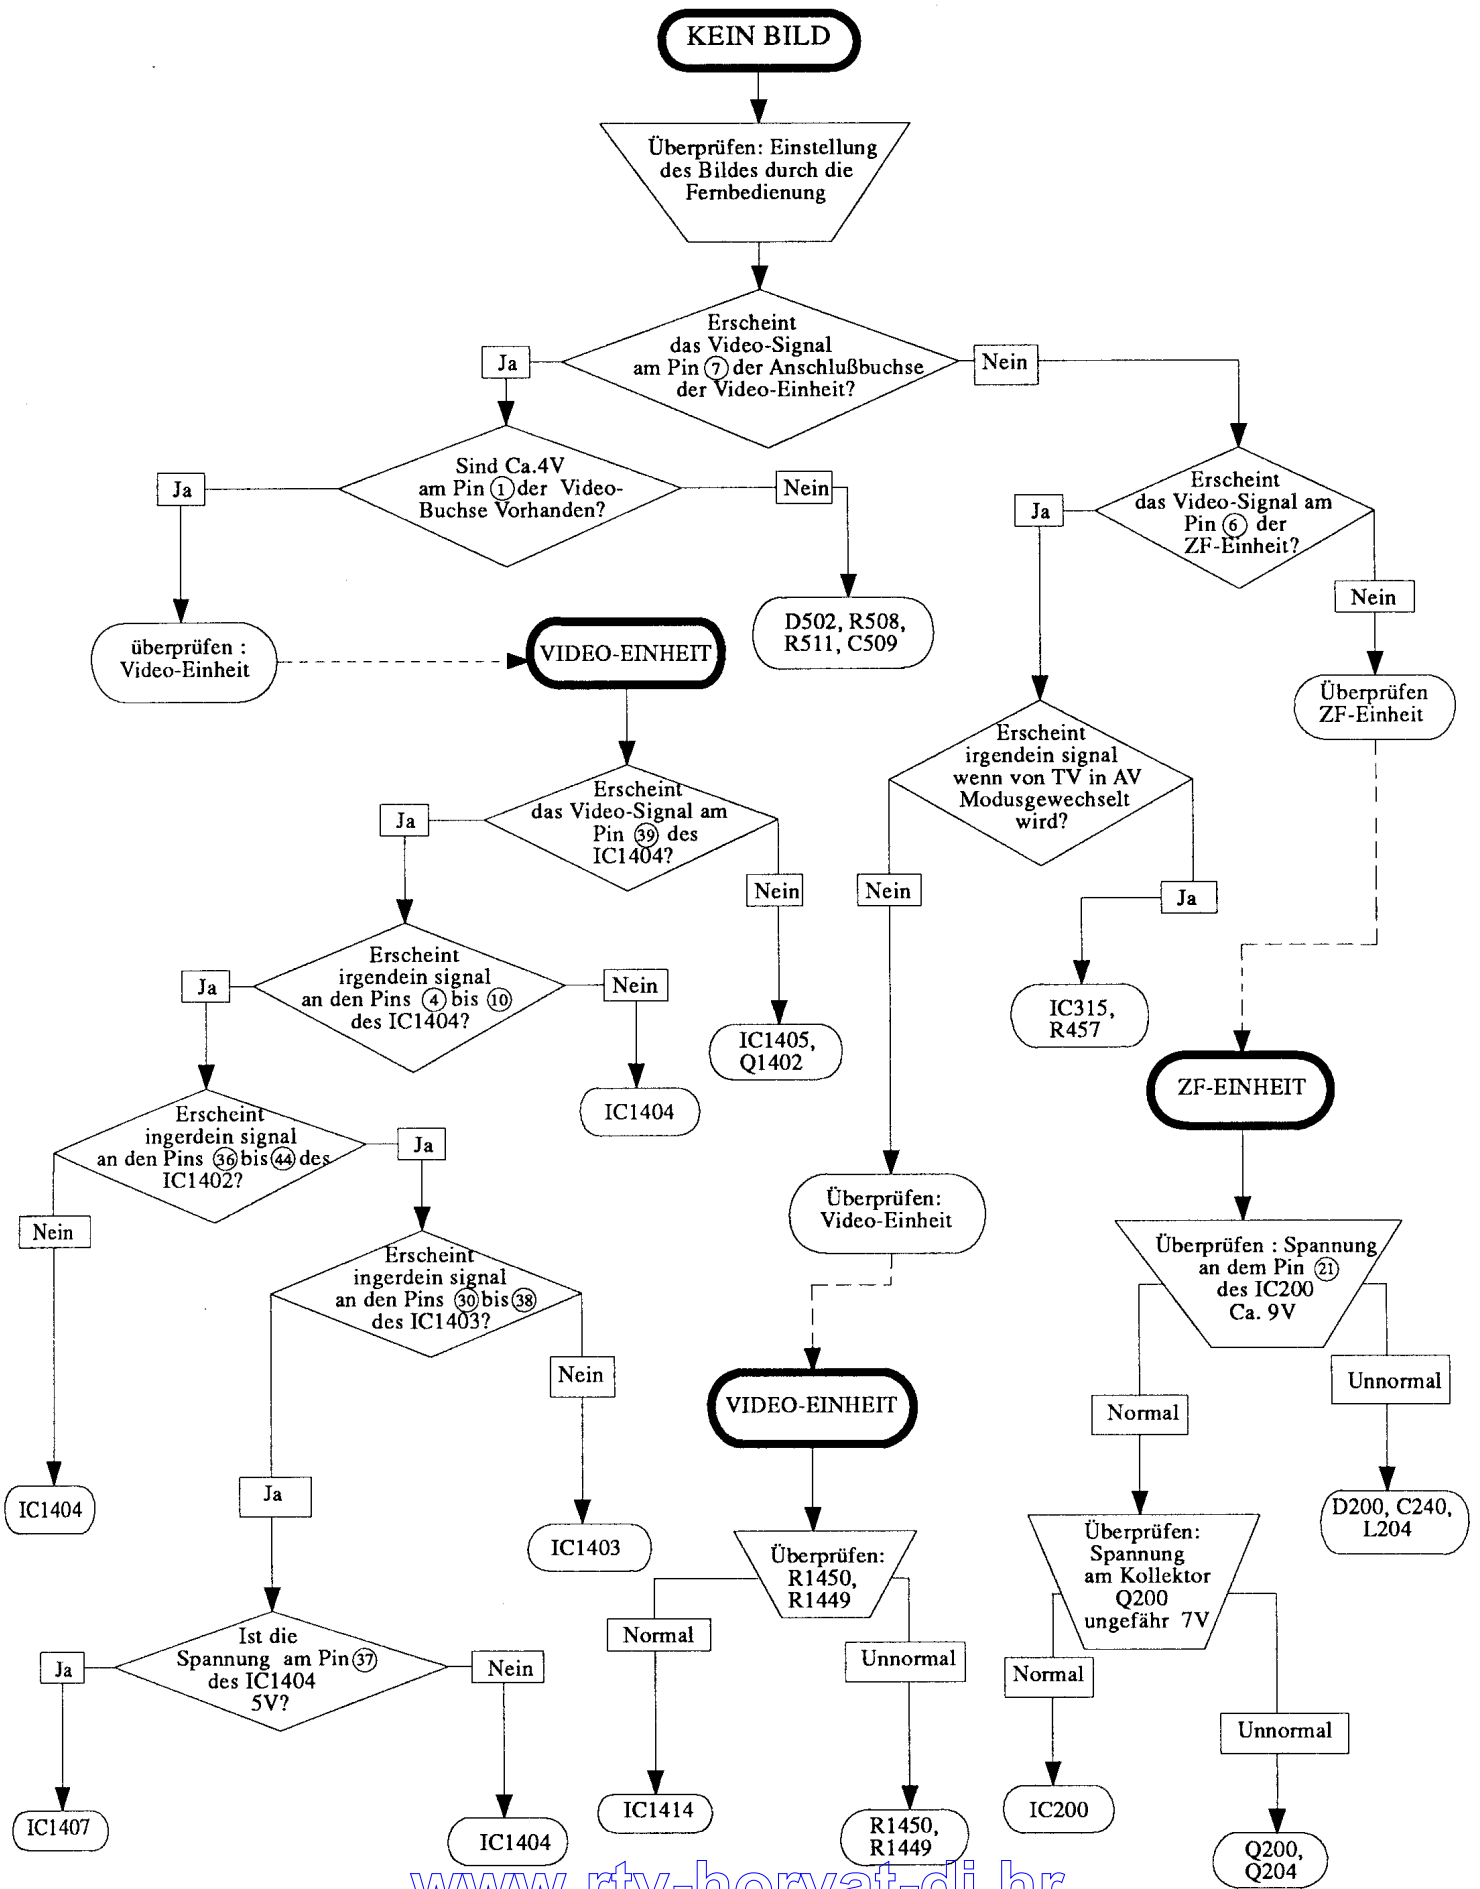 KEIN BILD
Überprüfen: Einstellung
des Bildes durch die
Fernbedienung
Erscheint
das Video-Signal
am Pin 7 der Anschlußbuchse
der Video-Einheit?
Ja
Nein
Sind Ca.4V
am Pin 1 der Video-
Buchse Vorhanden?
Ja
Nein
Erscheint
das Video-Signal am
Pin 6 der
ZF-Einheit?
Ja
Nein
überprüfen :
Video-Einheit
VIDEO-EINHEIT
D502, R508,
R511, C509
Überprüfen
ZF-Einheit
Erscheint
das Video-Signal am
Pin 39 des
IC1404?
Ja
Nein
Erscheint
irgendein signal
wenn von TV in AV
Modusgewechselt
wird?
Nein
Ja
Erscheint
irgendein signal
an den Pins 4 bis 10
des IC1404?
Ja
Nein
IC1405,
Q1402
IC315,
R457
IC1404
ZF-EINHEIT
Erscheint
ingerdein signal
an den Pins 36 bis 44 des
IC1402?
Ja
Nein
Überprüfen:
Video-Einheit
Erscheint
ingerdein signal
an den Pins 30 bis 38
des IC1403?
Nein
Ja
Überprüfen : Spannung
an dem Pin 21
des IC200
Ca. 9V
Unnormal
Normal
VIDEO-EINHEIT
IC1404
IC1403
D200, C240,
L204
Überprüfen:
R1450,
R1449
Normal
Unnormal
Überprüfen:
Spannung
am Kollektor
Q200
ungefähr 7V
Normal
Unnormal
Ist die
Spannung am Pin 37
des IC1404
5V?
Ja
Nein
IC1407
IC1404
IC1414
R1450,
R1449
IC200
Q200,
Q204
www.rtv-horvat-dj.hr